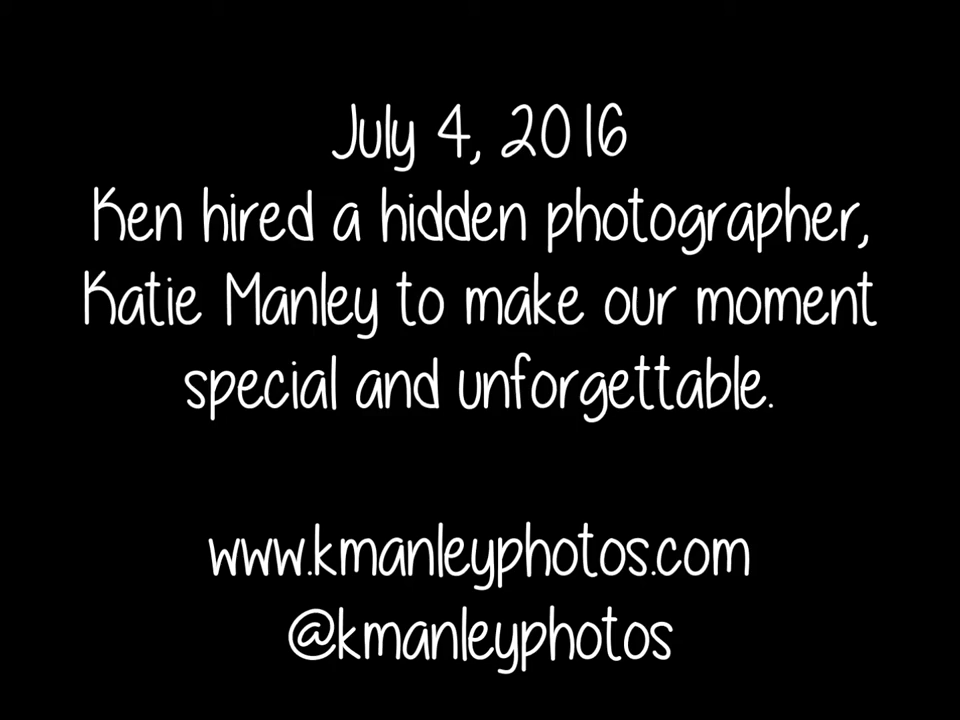 July 4, 2016
Ken hired a hidden photographer,
Katie Manley to make our moment
special and unforgettable.
www.kmanleyphotos.com
@kmanleyphotos